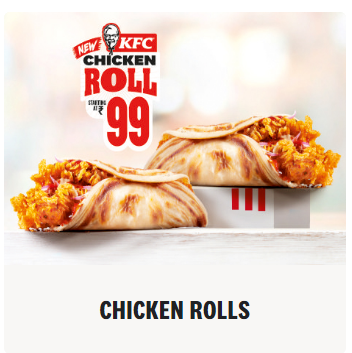 NEW KFC
CHICKEN
ROLL
STARTING
AT ₹
99
CHICKEN ROLLS